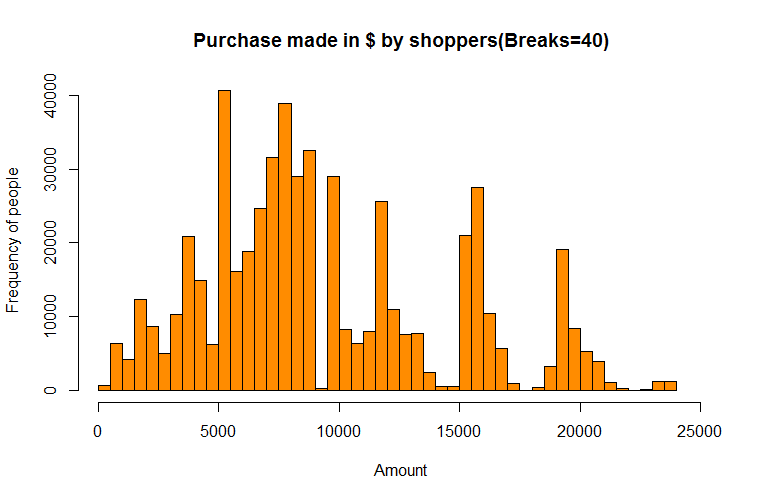 Purchase made in $ by shoppers(Breaks=40)
Frequency of people
40000
30000
20000
10000
0
0 5000 10000 15000 20000 25000
Amount